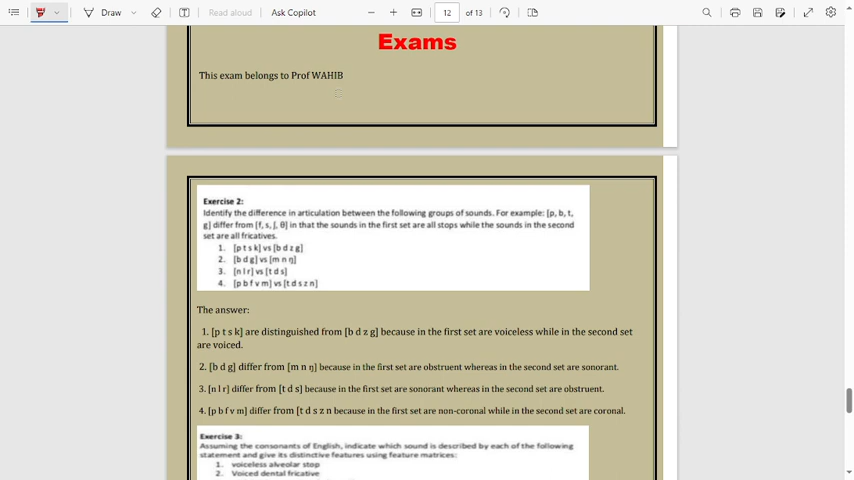 Draw
Read aloud
Ask Copilot
12
of 13
Exams
This exam belongs to Prof WAHIB
Exercise 2:
Identify the difference in articulation between the following groups of sounds. For example: [p, b, t,
g] differ from [f, s, ʃ, θ] in that the sounds in the first set are all stops while the sounds in the second
set are all fricatives.
1. [p t s k] vs [b d z g]
2. [b d g] vs [m n ŋ]
3. [n l r] vs [t d s]
4. [p b f v m] vs [t d s z n]
The answer:
1. [p t s k] are distinguished from [b d z g] because in the first set are voiceless while in the second set
are voiced.
2. [b d g] differ from [m n ŋ] because in the first set are obstruent whereas in the second set are sonorant.
3. [n l r] differ from [t d s] because in the first set are sonorant whereas in the second set are obstruent.
4. [p b f v m] differ from [t d s z n because in the first set are non-coronal while in the second set are coronal.
Exercise 3:
Assuming the consonants of English, indicate which sound is described by each of the following
statement and give its distinctive features using feature matrices:
1. voiceless alveolar stop
2. Voiced dental fricative